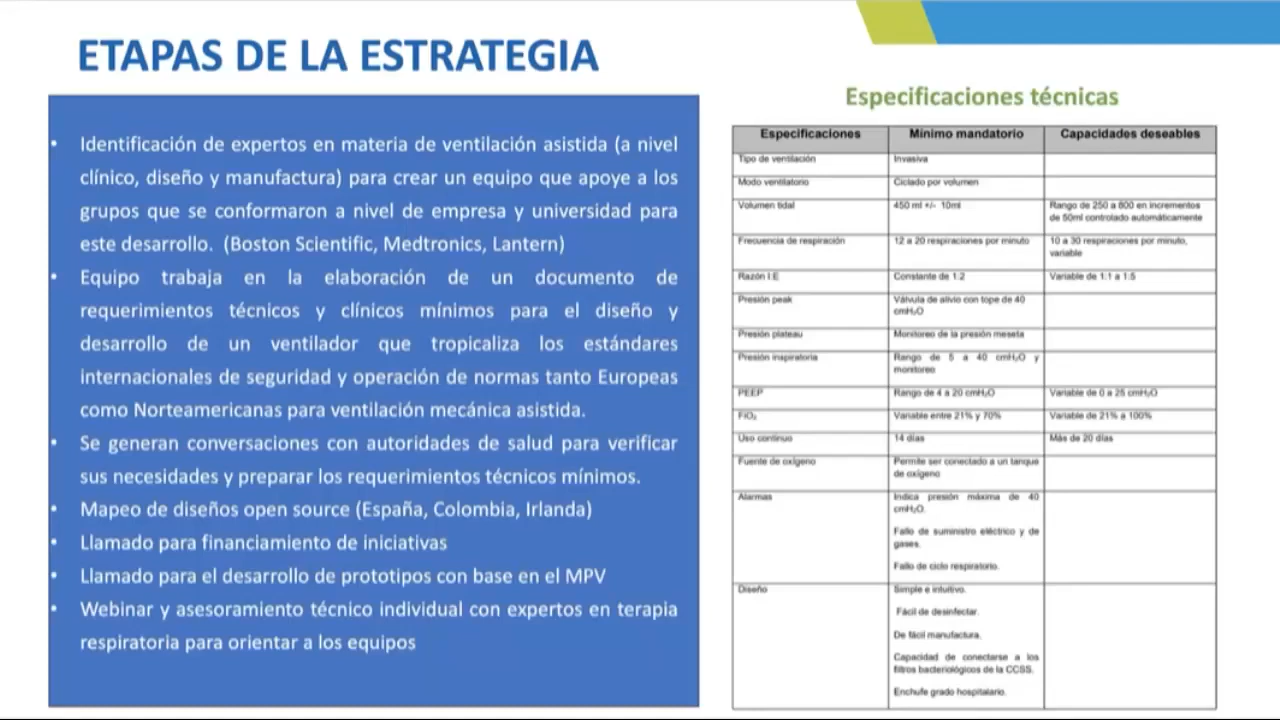 ETAPAS DE LA ESTRATEGIA
• Identificación de expertos en materia de ventilación asistida (a nivel
clínico, diseño y manufactura) para crear un equipo que apoye a los
grupos que se conformaron a nivel de empresa y universidad para
este desarrollo. (Boston Scientific, Medtronics, Lantern)
• Equipo trabaja en la elaboración de un documento de
requerimientos técnicos y clínicos mínimos para el diseño y
desarrollo del ventilador que tropicaliza los estándares
internacionales de seguridad y operación de normas tanto Europeas
como Norteamericanas para ventilación mecánica asistida.
• Se generan conversaciones con autoridades de salud para verificar
sus necesidades y preparar los requerimientos técnicos mínimos.
• Mapeo de diseños open source (España, Colombia, Irlanda)
• Llamado para financiamiento de iniciativas
• Llamado para el desarrollo de prototipos con base en el MPV
• Webinar y asesoramiento técnico individual con expertos en terapia
respiratoria para orientar a los equipos
Especificaciones técnicas
Especificaciones Mínimo mandatorio Capacidades deseables
Tipo de ventilación Invasiva
Modo ventilatorio Ciclado por volumen
Volumen tidal 450 ml +/- 10ml Rango de 250 a 800 en incrementos
de 50ml controlado automáticamente
Frecuencia de respiración 12 a 20 respiraciones por minuto 10 a 30 respiraciones por minuto,
variable
Razón I:E Constante de 1:2 Variable de 1:1 a 1:5
Presión peak Válvula de alivio con tope de 40
cmH₂O
Presión plateau Monitoreo de la presión meseta
Presión inspiratoria Rango de 5 a 40 cmH₂O y
monitoreo
PEEP Rango de 4 a 20 cmH₂O Variable de 0 a 25 cmH₂O
FiO₂ Variable entre 21% y 70% Variable de 21% a 100%
Uso continuo 14 días Más de 20 días
Fuente de oxígeno Permite ser conectado a un tanque
de oxígeno
Alarmas Indica presión máxima de 40
cmH₂O.
Fallo de suministro eléctrico y de
gases.
Fallo de ciclo respiratorio.
Diseño Simple e intuitivo.
Fácil de desinfectar.
De fácil manufactura.
Capacidad de conectarse a los
filtros bacteriológicos de la CCSS.
Enchufe grado hospitalario.